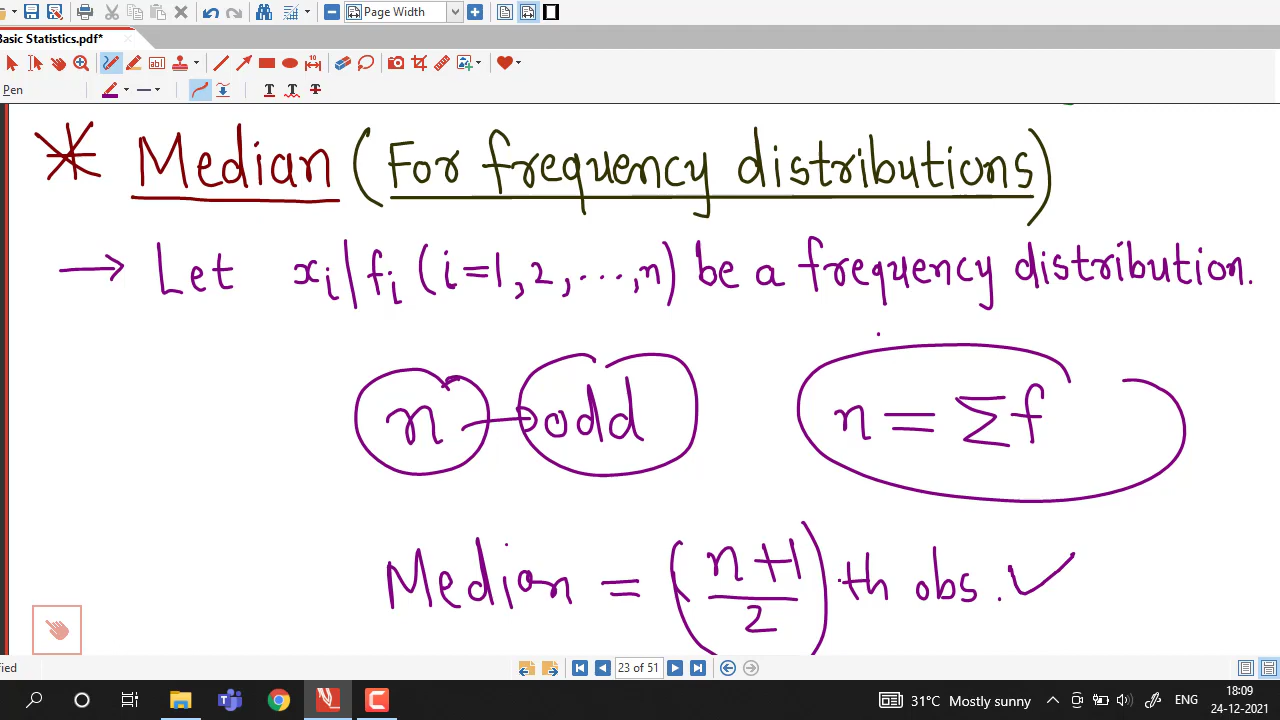 Page Width
Basic Statistics.pdf*
Pen
* Median (For frequency distributions)
→ Let xi|fi (i=1,2,...,n) be a frequency distribution.
n → odd n = Σf
Median = (n+1/2)th obs. ✓
fied
23 of 51
31°C Mostly sunny
ENG
18:09
24-12-2021